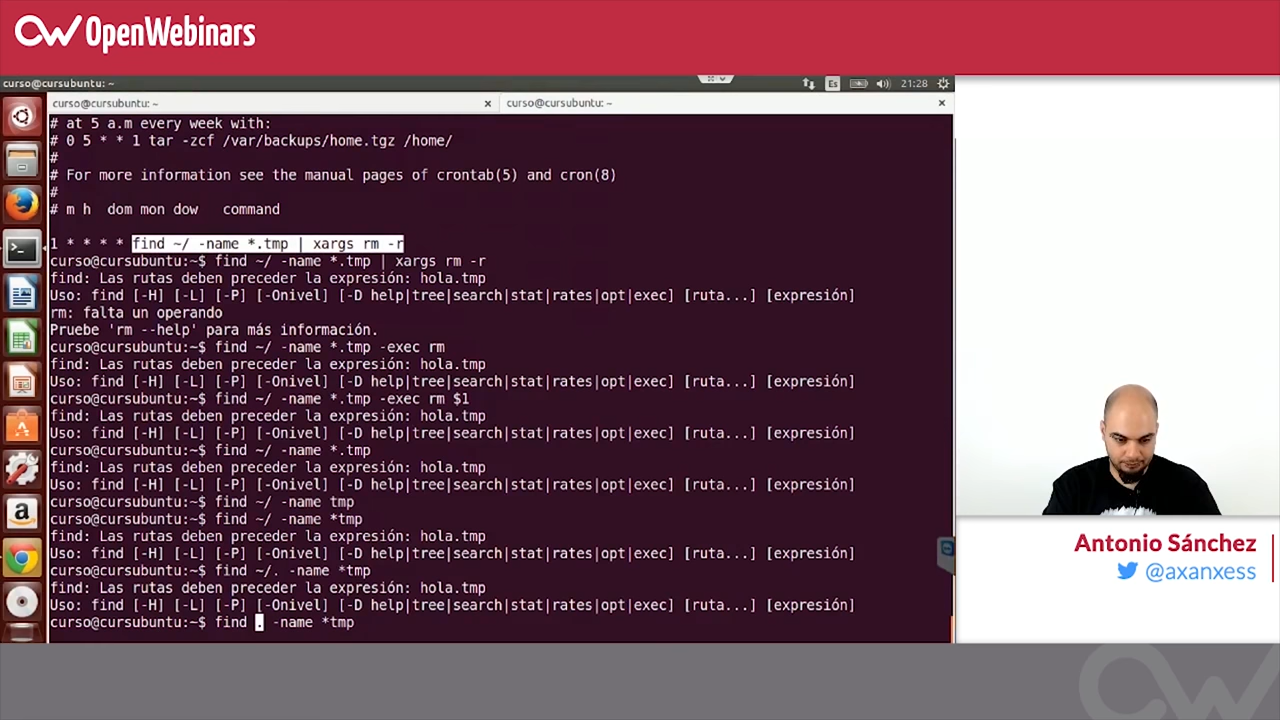 OpenWebinars
curso@cursubuntu: ~
Es
21:28
curso@cursubuntu: ~ × curso@cursubuntu: ~ ×
# at 5 a.m every week with:
# 0 5 * * 1 tar -zcf /var/backups/home.tgz /home/
#
# For more information see the manual pages of crontab(5) and cron(8)
#
# m h  dom mon dow   command
1 * * * * find ~/ -name *.tmp | xargs rm -r
curso@cursubuntu:~$ find ~/ -name *.tmp | xargs rm -r
find: Las rutas deben preceder la expresión: hola.tmp
Uso: find [-H] [-L] [-P] [-Onivel] [-D help|tree|search|stat|rates|opt|exec] [ruta...] [expresión]
rm: falta un operando
Pruebe 'rm --help' para más información.
curso@cursubuntu:~$ find ~/ -name *.tmp -exec rm
find: Las rutas deben preceder la expresión: hola.tmp
Uso: find [-H] [-L] [-P] [-Onivel] [-D help|tree|search|stat|rates|opt|exec] [ruta...] [expresión]
curso@cursubuntu:~$ find ~/ -name *.tmp -exec rm $1
find: Las rutas deben preceder la expresión: hola.tmp
Uso: find [-H] [-L] [-P] [-Onivel] [-D help|tree|search|stat|rates|opt|exec] [ruta...] [expresión]
curso@cursubuntu:~$ find ~/ -name *.tmp
find: Las rutas deben preceder la expresión: hola.tmp
Uso: find [-H] [-L] [-P] [-Onivel] [-D help|tree|search|stat|rates|opt|exec] [ruta...] [expresión]
curso@cursubuntu:~$ find ~/ -name tmp
curso@cursubuntu:~$ find ~/ -name *tmp
find: Las rutas deben preceder la expresión: hola.tmp
Uso: find [-H] [-L] [-P] [-Onivel] [-D help|tree|search|stat|rates|opt|exec] [ruta...] [expresión]
curso@cursubuntu:~$ find ~/. -name *tmp
find: Las rutas deben preceder la expresión: hola.tmp
Uso: find [-H] [-L] [-P] [-Onivel] [-D help|tree|search|stat|rates|opt|exec] [ruta...] [expresión]
curso@cursubuntu:~$ find . -name *tmp
Antonio Sánchez
@axanxess